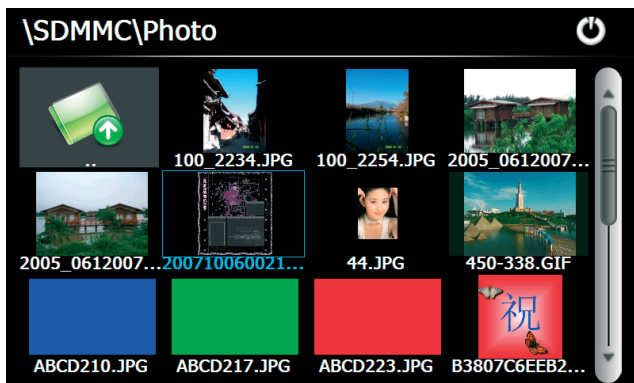 \SDMMC\Photo
..
100_2234.JPG
100_2254.JPG
2005_0612007...
2005_0612007...
200710060021...
44.JPG
450-338.GIF
祝
ABCD210.JPG
ABCD217.JPG
ABCD223.JPG
B3807C6EEB2...